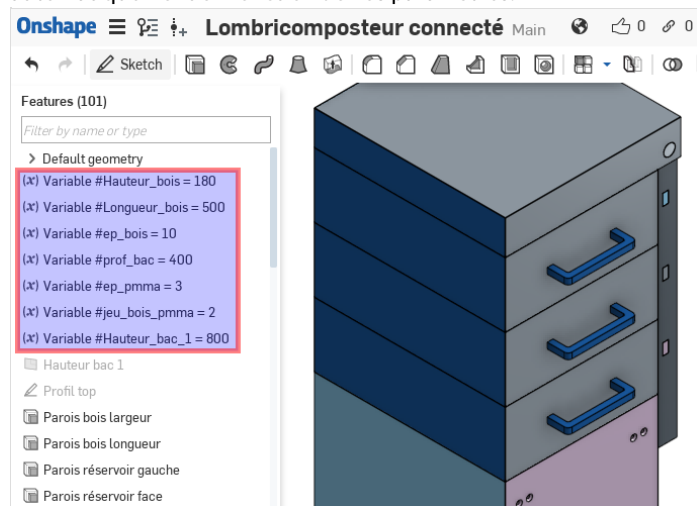 Onshape Lombricomposteur connecté Main 0 0
Sketch
Features (101)
Filter by name or type
Default geometry
(x) Variable #Hauteur_bois = 180
(x) Variable #Longueur_bois = 500
(x) Variable #ep_bois = 10
(x) Variable #prof_bac = 400
(x) Variable #ep_pmma = 3
(x) Variable #jeu_bois_pmma = 2
(x) Variable #Hauteur_bac_1 = 800
Hauteur bac 1
Profil top
Parois bois largeur
Parois bois longueur
Parois réservoir gauche
Parois réservoir face